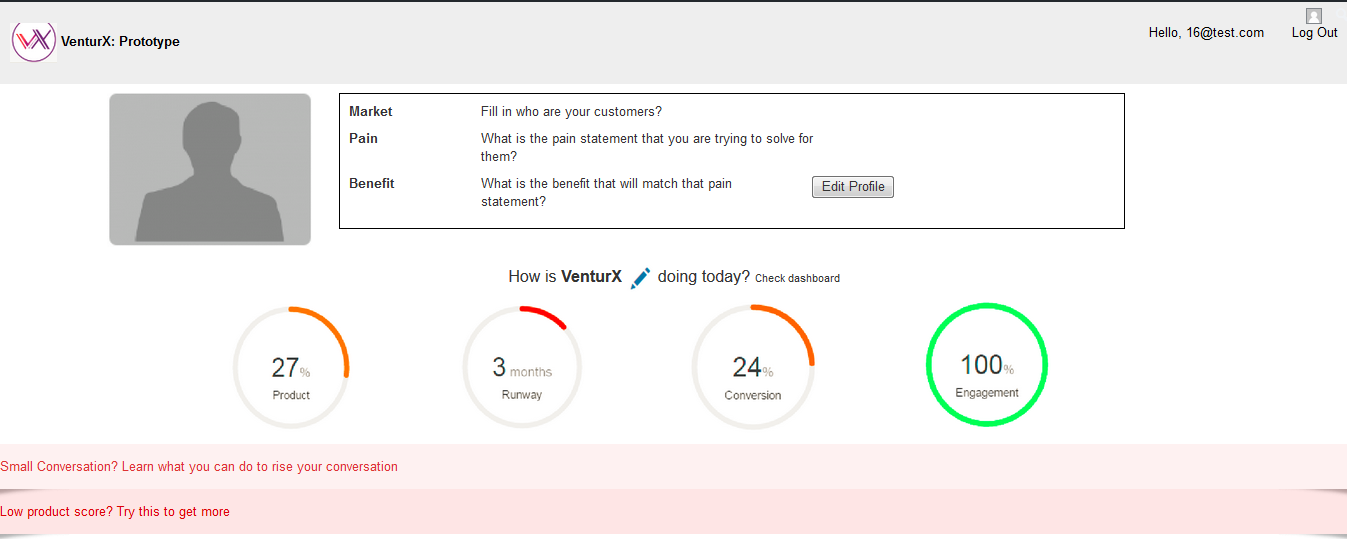 VX VenturX: Prototype
Hello, 16@test.com
Log Out
Market Fill in who are your customers?
Pain What is the pain statement that you are trying to solve for
them?
Benefit What is the benefit that will match that pain
statement?
Edit Profile
How is VenturX doing today? Check dashboard
27%
Product
3 months
Runway
24%
Conversion
100%
Engagement
Small Conversation? Learn what you can do to rise your conversation
Low product score? Try this to get more